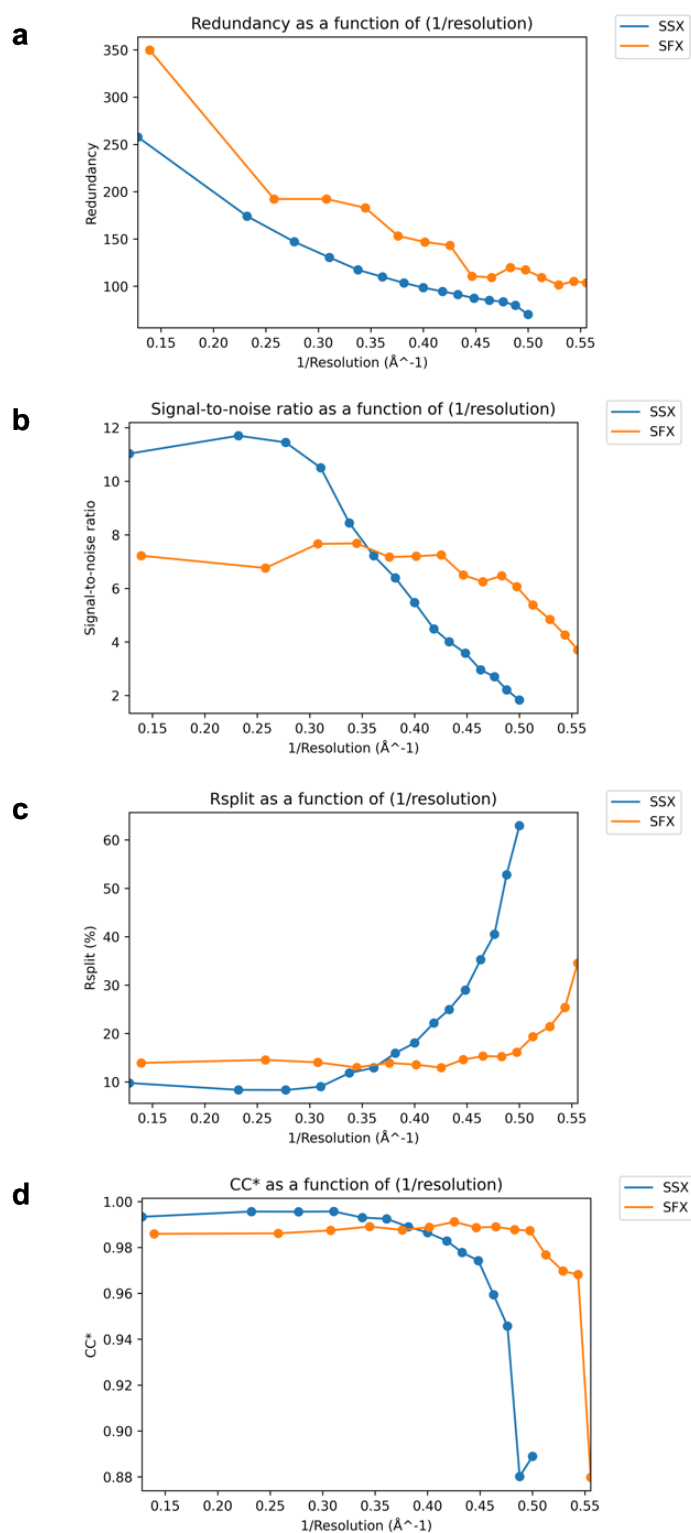 a
Redundancy as a function of (1/resolution)
SSX
SFX
350
300
250
200
150
100
Redundancy
0.15 0.20 0.25 0.30 0.35 0.40 0.45 0.50 0.55
1/Resolution (Å^-1)
b
Signal-to-noise ratio as a function of (1/resolution)
SSX
SFX
12
10
8
6
4
2
Signal-to-noise ratio
0.15 0.20 0.25 0.30 0.35 0.40 0.45 0.50 0.55
1/Resolution (Å^-1)
c
Rsplit as a function of (1/resolution)
SSX
SFX
60
50
40
30
20
10
Rsplit (%)
0.15 0.20 0.25 0.30 0.35 0.40 0.45 0.50 0.55
1/Resolution (Å^-1)
d
CC* as a function of (1/resolution)
SSX
SFX
1.00
0.98
0.96
0.94
0.92
0.90
0.88
CC*
0.15 0.20 0.25 0.30 0.35 0.40 0.45 0.50 0.55
1/Resolution (Å^-1)